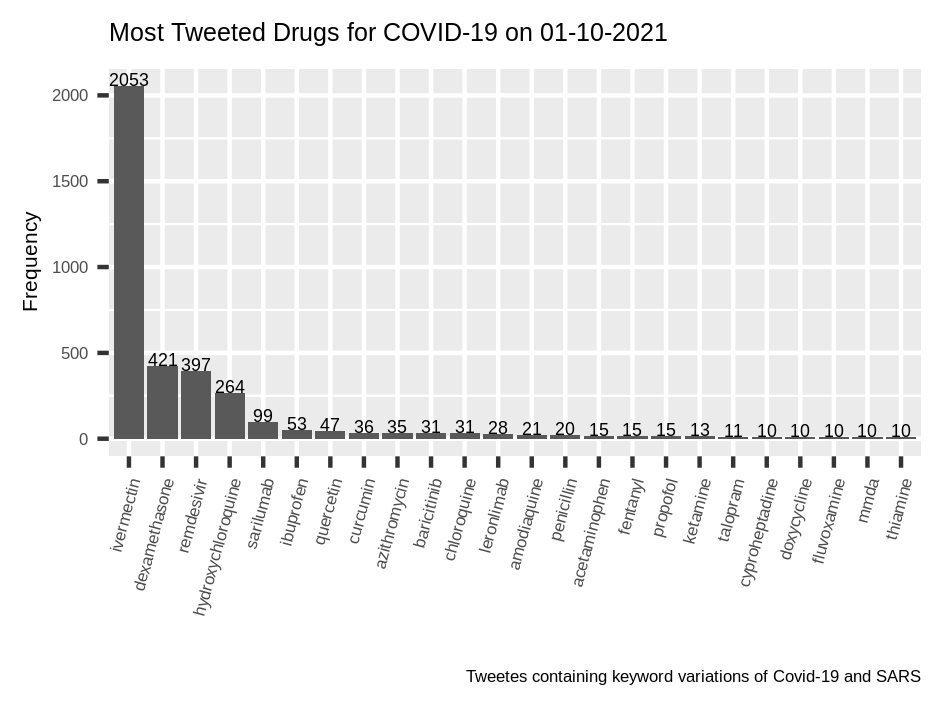 Most Tweeted Drugs for COVID-19 on 01-10-2021
Frequency
2000
1500
1000
500
0
2053
421
397
264
99
53
47
36
35
31
31
28
21
20
15
15
15
13
11
10
10
10
10
10
ivermectin
dexamethasone
remdesivir
hydroxychloroquine
sarilumab
ibuprofen
quercetin
curcumin
azithromycin
baricitinib
chloroquine
leronlimab
amodiaquine
penicillin
acetaminophen
fentanyl
propofol
ketamine
talopram
cyproheptadine
doxycycline
fluvoxamine
mmda
thiamine
Tweetes containing keyword variations of Covid-19 and SARS